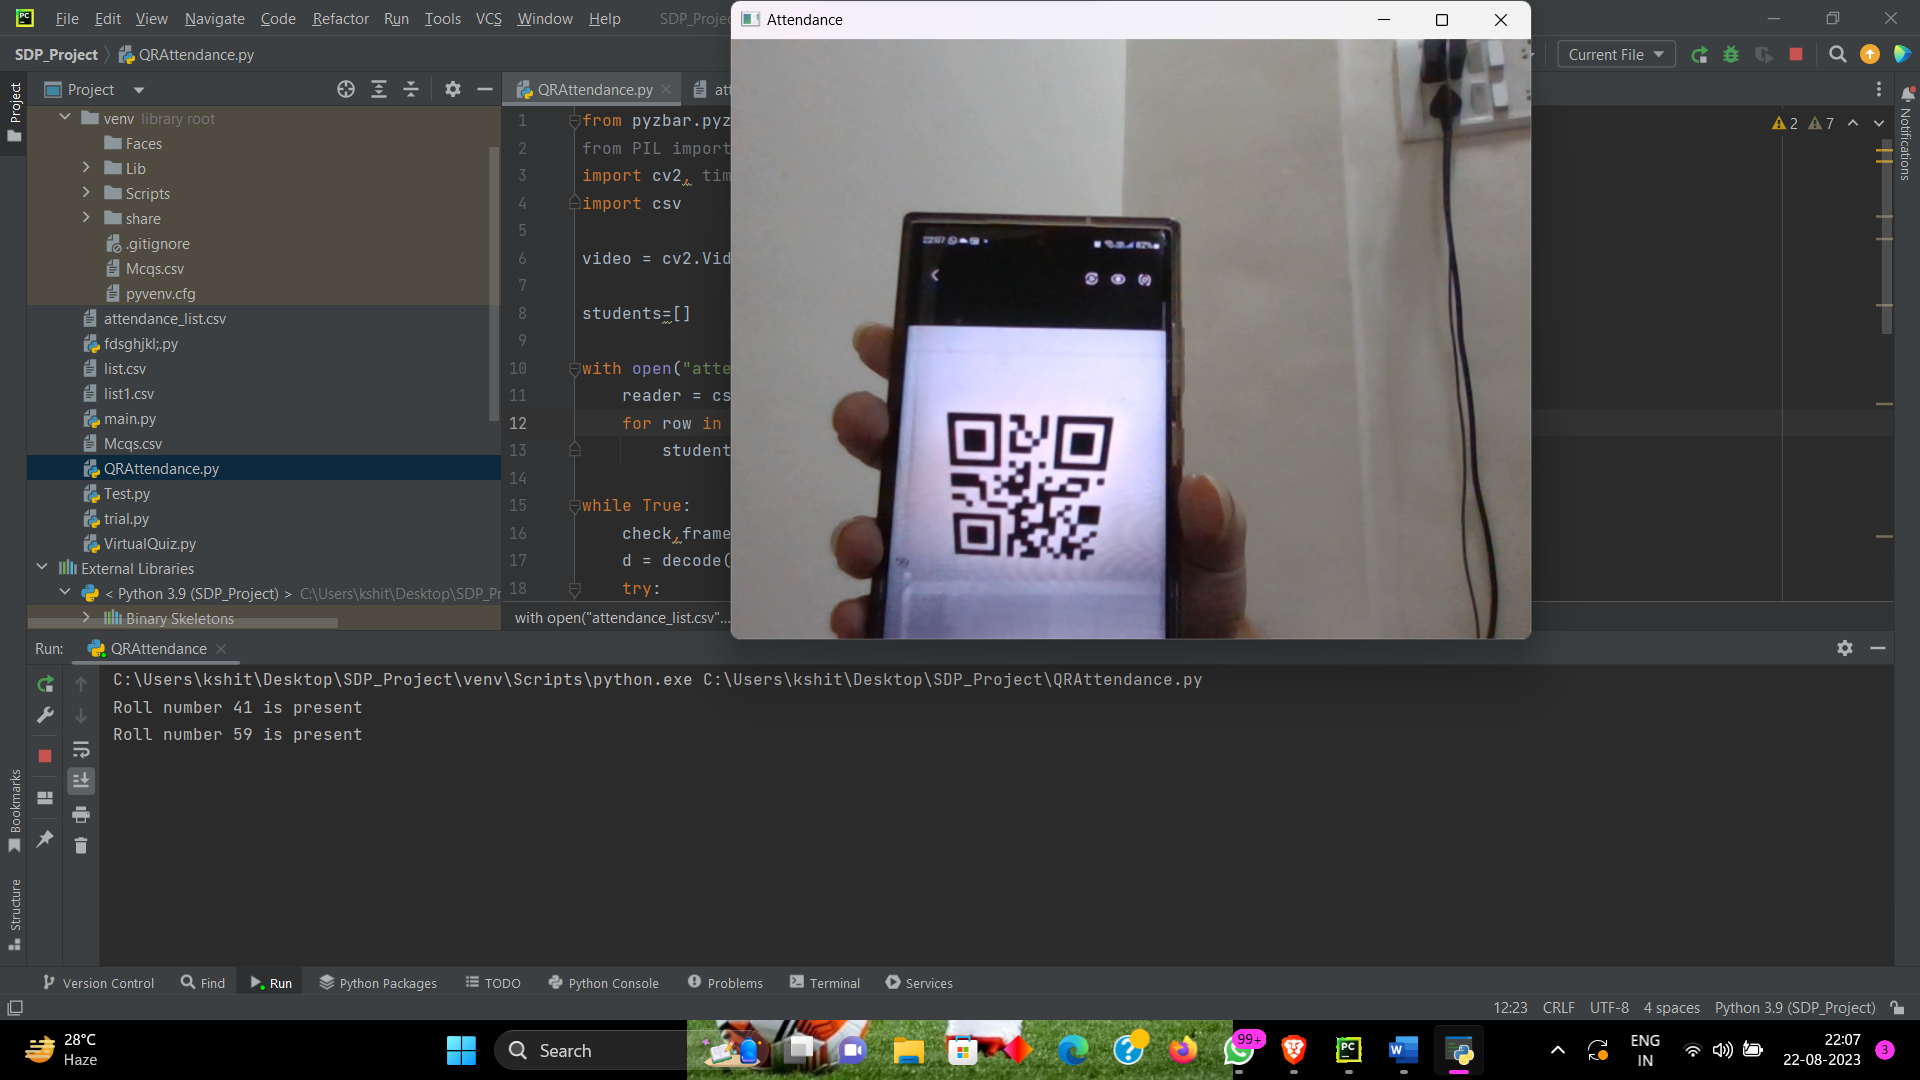 File Edit View Navigate Code Refactor Run Tools VCS Window Help SDP_Projec
Attendance
SDP_Project QRAttendance.py
Current File
Project
QRAttendance.py
att
Project
venv library root
Faces
Lib
Scripts
share
.gitignore
Mcqs.csv
pyvenv.cfg
attendance_list.csv
fdsghjkl;.py
list.csv
list1.csv
main.py
Mcqs.csv
QRAttendance.py
Test.py
trial.py
VirtualQuiz.py
External Libraries
< Python 3.9 (SDP_Project) > C:\Users\kshit\Desktop\SDP_Pr
Binary Skeletons
1 from pyzbar.pyz
2 from PIL import
3 import cv2, tim
4 import csv
5
6 video = cv2.Vid
7
8 students=[]
9
10 with open("atte
11 reader = cs
12 for row in
13 student
14
15 while True:
16 check,frame
17 d = decode(
18 try:
with open("attendance_list.csv"...
2 7
Notifications
22:07
59
Run: QRAttendance
C:\Users\kshit\Desktop\SDP_Project\venv\Scripts\python.exe C:\Users\kshit\Desktop\SDP_Project\QRAttendance.py
Roll number 41 is present
Roll number 59 is present
Bookmarks
Structure
Version Control Find Run Python Packages TODO Python Console Problems Terminal Services
12:23 CRLF UTF-8 4 spaces Python 3.9 (SDP_Project)
28°C
Haze
Search
99+
ENG
IN
22:07
22-08-2023
3